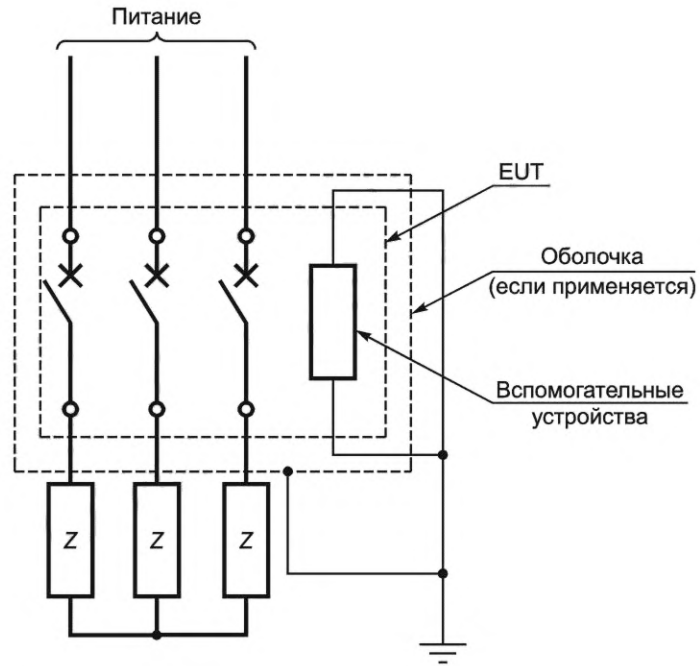 Питание
EUT
Оболочка
(если применяется)
Вспомогательные
устройства
Z
Z
Z